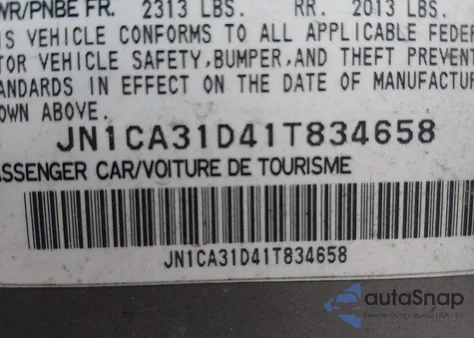 WR/PNBE FR. 2313 LBS. RR. 2013 LBS.
IS VEHICLE CONFORMS TO ALL APPLICABLE FEDER
TOR VEHICLE SAFETY,BUMPER,AND THEFT PREVENT
ANDARDS IN EFFECT ON THE DATE OF MANUFACTUR
OWN ABOVE.
JN1CA31D41T834658
ASSENGER CAR/VOITURE DE TOURISME
JN1CA31D41T834658
autoSnap